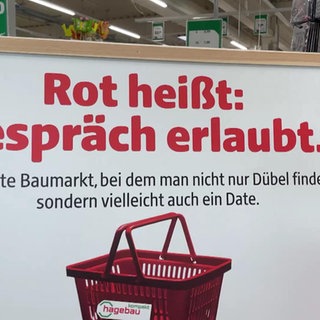 Rot heißt:
espräch erlaubt.
te Baumarkt, bei dem man nicht nur Dübel finde
sondern vielleicht auch ein Date.
kompakt
hagebau